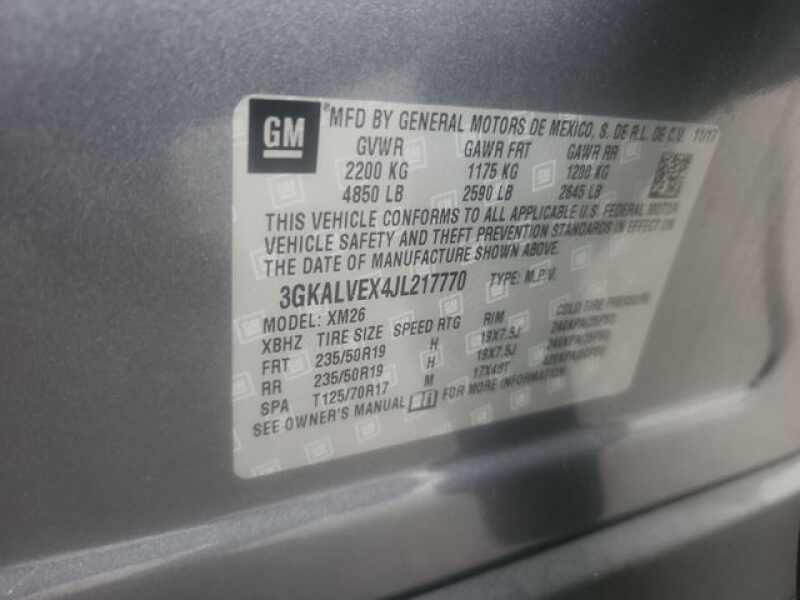 GM ®MFD BY GENERAL MOTORS DE MEXICO, S. DE R.L. DE C.V. 11/17
GVWR GAWR FRT GAWR RR
2200 KG 1175 KG 1200 KG
4850 LB 2590 LB 2645 LB
THIS VEHICLE CONFORMS TO ALL APPLICABLE U.S. FEDERAL MOTOR
VEHICLE SAFETY AND THEFT PREVENTION STANDARDS IN EFFECT ON
THE DATE OF MANUFACTURE SHOWN ABOVE.
3GKALVEX4JL217770 TYPE: M.P.V.
MODEL: XM26
XBHZ TIRE SIZE SPEED RTG RIM COLD TIRE PRESSURE
FRT 235/50R19 H 19X7.5J
RR 235/50R19 H 19X7.5J
SPA T125/70R17 M
SEE OWNER'S MANUAL FOR MORE INFORMATION